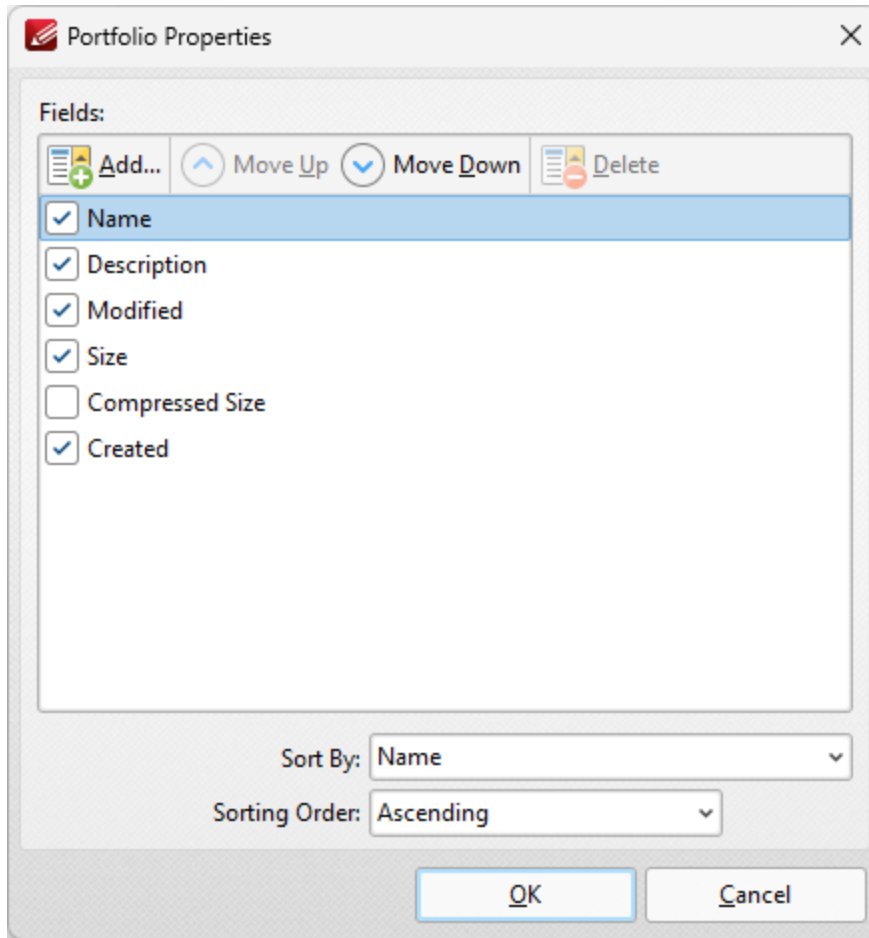 Portfolio Properties
Fields:
Add... Move Up Move Down Delete
Name
Description
Modified
Size
Compressed Size
Created
Sort By: Name
Sorting Order: Ascending
OK Cancel